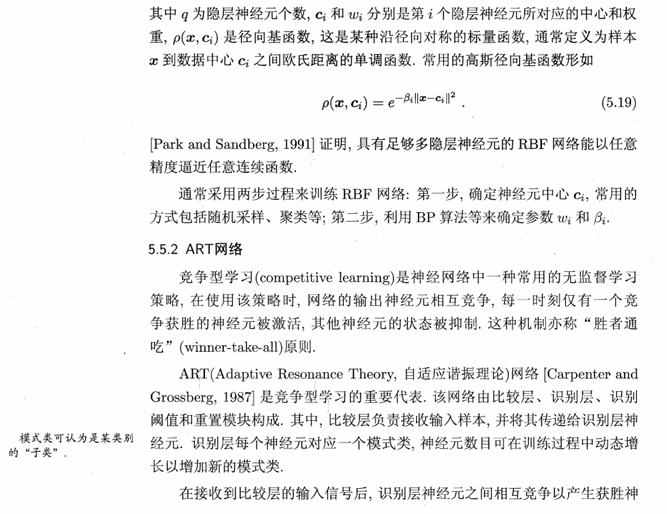 其中 q 为隐层神经元个数, c_i 和 w_i 分别是第 i 个隐层神经元所对应的中心和权
重, ρ(x, c_i) 是径向基函数, 这是某种沿径向对称的标量函数, 通常定义为样本
x 到数据中心 c_i 之间欧氏距离的单调函数. 常用的高斯径向基函数形如
ρ(x, c_i) = e^{-β_i‖x-c_i‖^2} . (5.19)
[Park and Sandberg, 1991] 证明, 具有足够多隐层神经元的 RBF 网络能以任意
精度逼近任意连续函数.
通常采用两步过程来训练 RBF 网络: 第一步, 确定神经元中心 c_i, 常用的
方式包括随机采样、聚类等; 第二步, 利用 BP 算法等来确定参数 w_i 和 β_i.
5.5.2 ART网络
竞争型学习(competitive learning)是神经网络中一种常用的无监督学习
策略, 在使用该策略时, 网络的输出神经元相互竞争, 每一时刻仅有一个竞
争获胜的神经元被激活, 其他神经元的状态被抑制. 这种机制亦称“胜者通
吃” (winner-take-all)原则.
ART(Adaptive Resonance Theory, 自适应谐振理论)网络 [Carpenter and
Grossberg, 1987] 是竞争型学习的重要代表. 该网络由比较层、识别层、识别
阈值和重置模块构成. 其中, 比较层负责接收输入样本, 并将其传递给识别层神
经元. 识别层每个神经元对应一个模式类, 神经元数目可在训练过程中动态增
长以增加新的模式类.
模式类可认为是某类别
的“子类”.
在接收到比较层的输入信号后, 识别层神经元之间相互竞争以产生获胜神